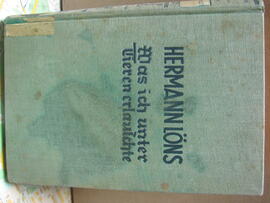 HERMANN LÖNS
Was ich unter
Tieren erlauschte